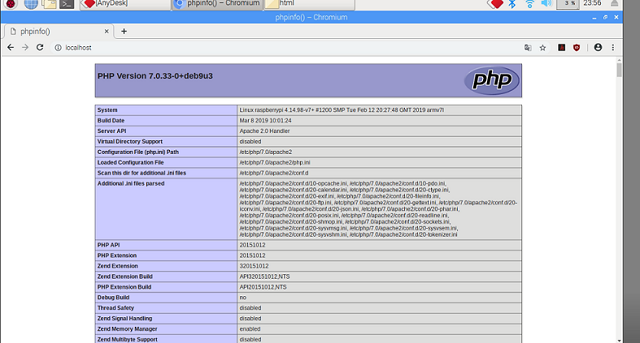 [AnyDesk]
phpinfo() – Chromium
html
3 %
23:56
phpinfo() – Chromium
phpinfo()
localhost
PHP Version 7.0.33-0+deb9u3
php
System Linux raspberrypi 4.14.98-v7+ #1200 SMP Tue Feb 12 20:27:48 GMT 2019 armv7l
Build Date Mar 8 2019 10:01:24
Server API Apache 2.0 Handler
Virtual Directory Support disabled
Configuration File (php.ini) Path /etc/php/7.0/apache2
Loaded Configuration File /etc/php/7.0/apache2/php.ini
Scan this dir for additional .ini files /etc/php/7.0/apache2/conf.d
Additional .ini files parsed /etc/php/7.0/apache2/conf.d/10-opcache.ini, /etc/php/7.0/apache2/conf.d/10-pdo.ini,
/etc/php/7.0/apache2/conf.d/20-calendar.ini, /etc/php/7.0/apache2/conf.d/20-ctype.ini,
/etc/php/7.0/apache2/conf.d/20-exif.ini, /etc/php/7.0/apache2/conf.d/20-fileinfo.ini,
/etc/php/7.0/apache2/conf.d/20-ftp.ini, /etc/php/7.0/apache2/conf.d/20-gettext.ini, /etc/php/7.0/apache2/conf.d/20-
iconv.ini, /etc/php/7.0/apache2/conf.d/20-json.ini, /etc/php/7.0/apache2/conf.d/20-phar.ini,
/etc/php/7.0/apache2/conf.d/20-posix.ini, /etc/php/7.0/apache2/conf.d/20-readline.ini,
/etc/php/7.0/apache2/conf.d/20-shmop.ini, /etc/php/7.0/apache2/conf.d/20-sockets.ini,
/etc/php/7.0/apache2/conf.d/20-sysvmsg.ini, /etc/php/7.0/apache2/conf.d/20-sysvsem.ini,
/etc/php/7.0/apache2/conf.d/20-sysvshm.ini, /etc/php/7.0/apache2/conf.d/20-tokenizer.ini
PHP API 20151012
PHP Extension 20151012
Zend Extension 320151012
Zend Extension Build API320151012,NTS
PHP Extension Build API20151012,NTS
Debug Build no
Thread Safety disabled
Zend Signal Handling disabled
Zend Memory Manager enabled
Zend Multibyte Support disabled